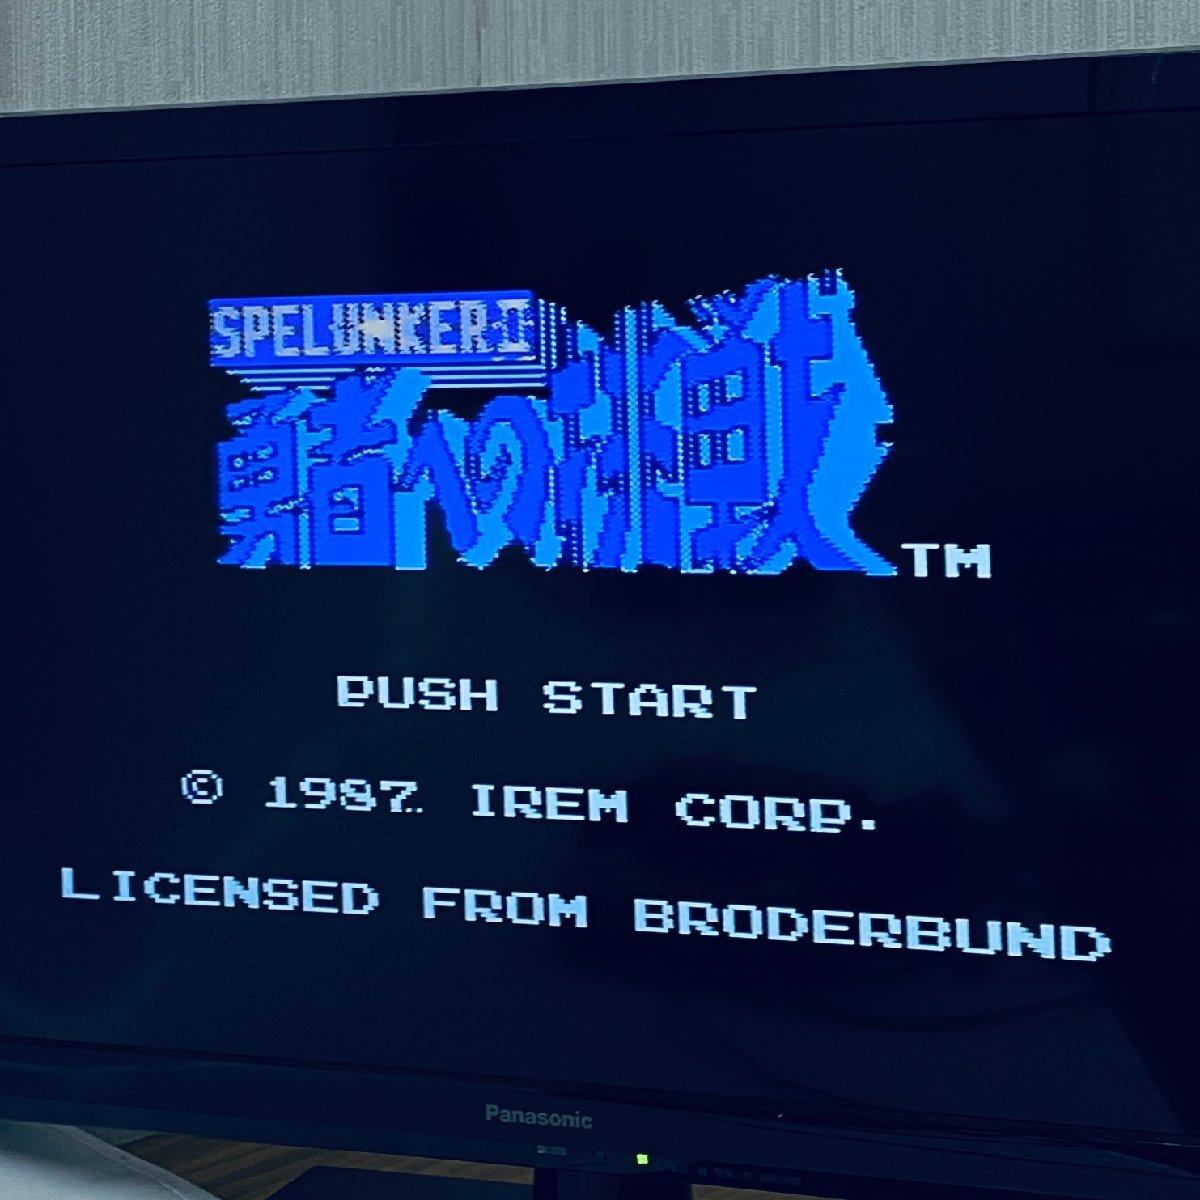 SPELUNKER II
勇者への挑戦
TM
PUSH START
© 1987 IREM CORP.
LICENSED FROM BRODERBUND
Panasonic